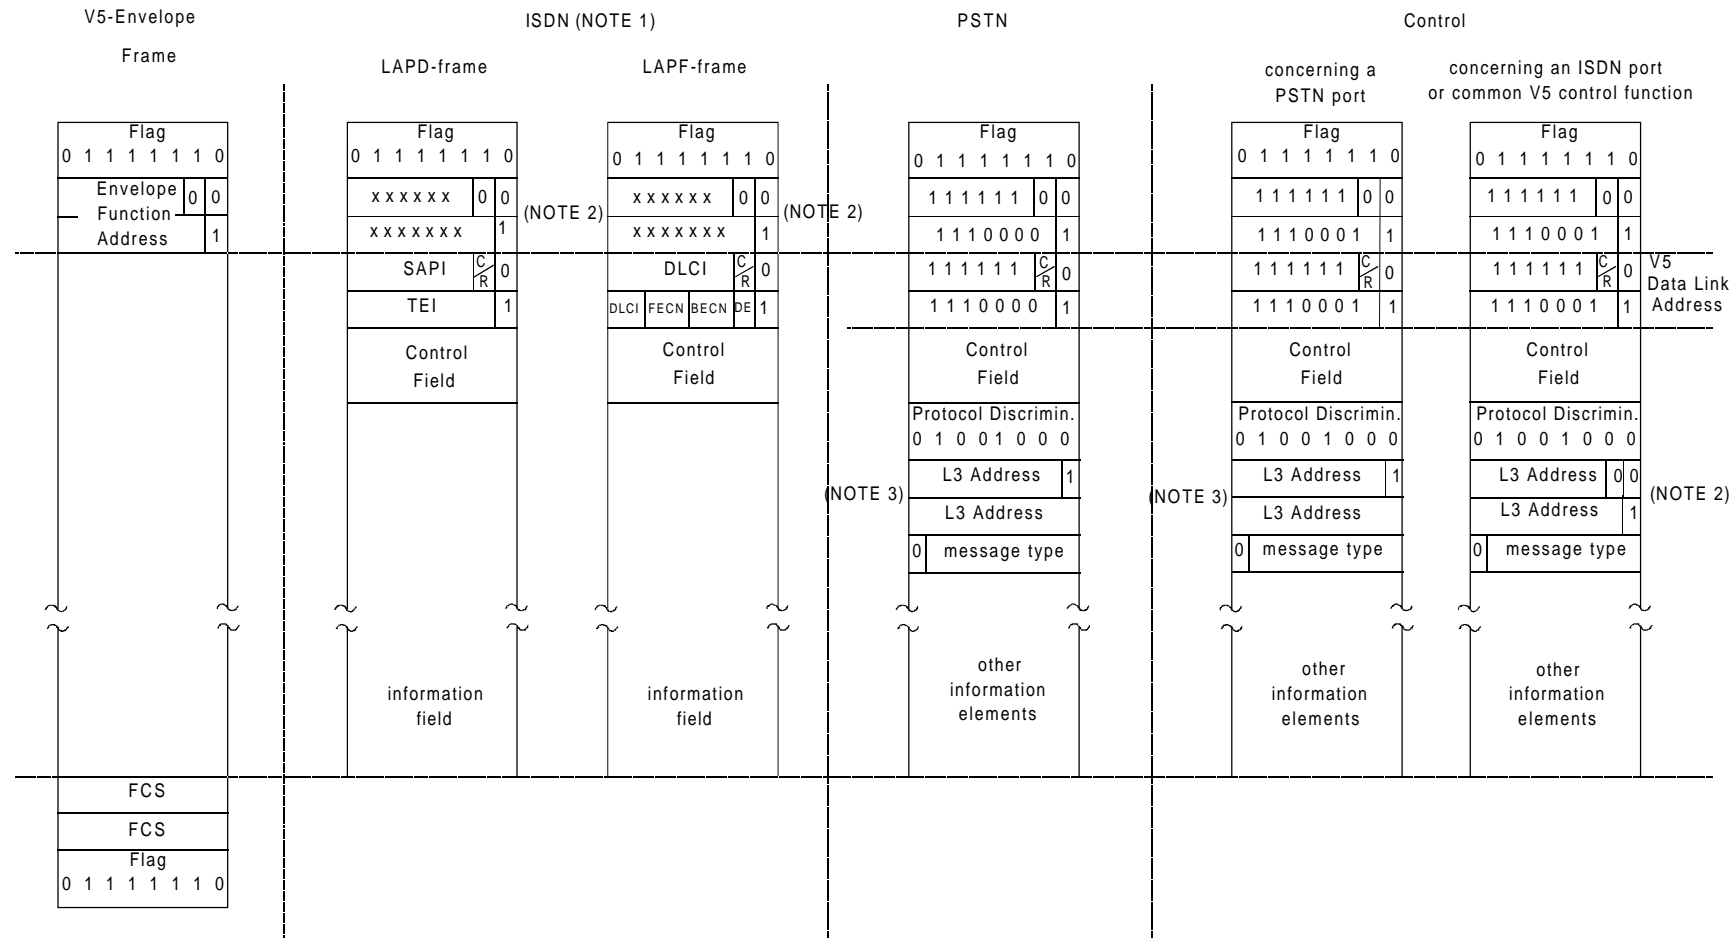 V5-Envelope
Frame
ISDN (NOTE 1)
LAPD-frame
LAPF-frame
PSTN
Control
concerning a
PSTN port
concerning an ISDN port
or common V5 control function
Flag
0 1 1 1 1 1 1 0
Envelope 0 0
Function
Address 1
FCS
FCS
Flag
0 1 1 1 1 1 1 0
Flag
0 1 1 1 1 1 1 0
x x x x x x 0 0
(NOTE 2)
x x x x x x x 1
SAPI C/R 0
TEI 1
Control
Field
information
field
Flag
0 1 1 1 1 1 1 0
x x x x x x 0 0
(NOTE 2)
x x x x x x x 1
DLCI C/R 0
DLCI FECN BECN DE 1
Control
Field
information
field
Flag
0 1 1 1 1 1 1 0
1 1 1 1 1 1 0 0
1 1 1 0 0 0 0 1
1 1 1 1 1 1 C/R 0
1 1 1 0 0 0 0 1
Control
Field
Protocol Discrimin.
0 1 0 0 1 0 0 0
L3 Address 1
(NOTE 3)
L3 Address
0 message type
other
information
elements
Flag
0 1 1 1 1 1 1 0
1 1 1 1 1 1 0 0
1 1 1 0 0 0 1 1
1 1 1 1 1 1 C/R 0
1 1 1 0 0 0 1 1
Control
Field
Protocol Discrimin.
0 1 0 0 1 0 0 0
L3 Address 1
(NOTE 3)
L3 Address
0 message type
other
information
elements
Flag
0 1 1 1 1 1 1 0
1 1 1 1 1 1 0 0
1 1 1 0 0 0 1 1
1 1 1 1 1 1 C/R 0
1 1 1 0 0 0 1 1
V5
Data Link
Address
Control
Field
Protocol Discrimin.
0 1 0 0 1 0 0 0
L3 Address 0 0
(NOTE 2)
L3 Address 1
0 message type
other
information
elements